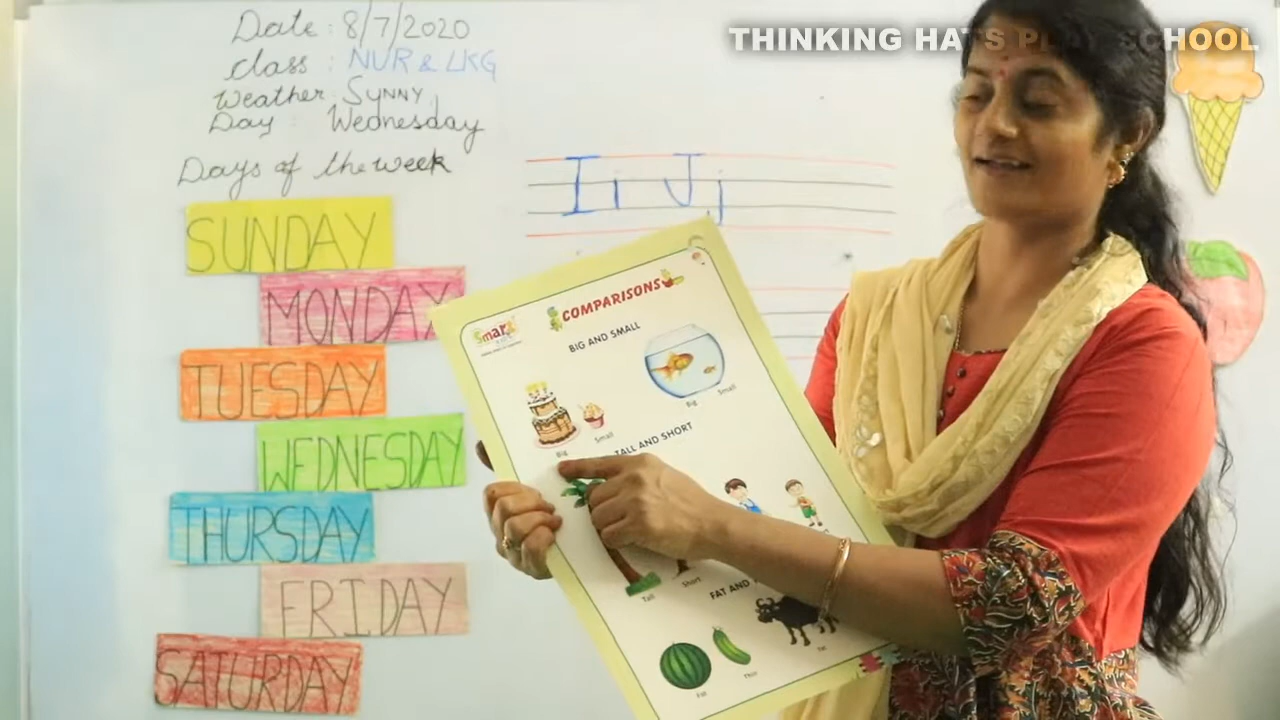 THINKING HATS PLAY SCHOOL
Date : 8/7/2020
class : NUR & LKG
Weather : SUNNY
Day : Wednesday
Days of the week
SUNDAY
MONDAY
TUESDAY
WEDNESDAY
THURSDAY
FRIDAY
SATURDAY
I i J j
Smart
COMPARISONS
BIG AND SMALL
Big Small
Big Small
TALL AND SHORT
Tall Short
FAT AND
Fat Thin
Fat